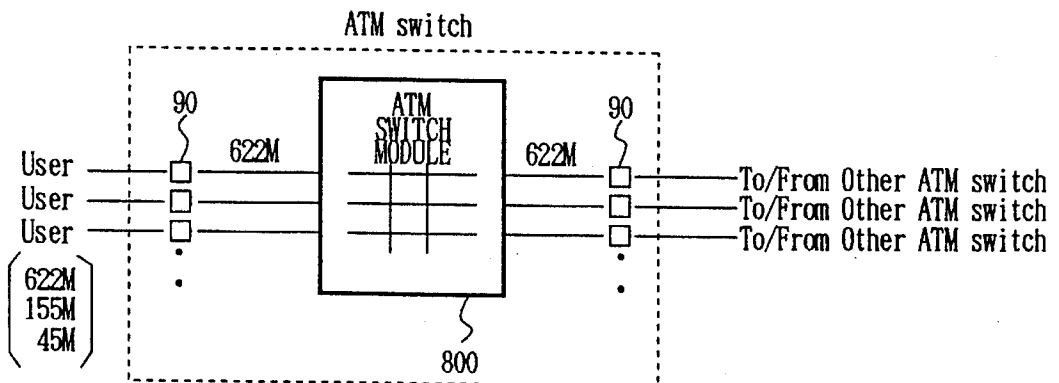 ATM switch
90
90
ATM
SWITCH
MODULE
622M
622M
User
User
User
To/From Other ATM switch
To/From Other ATM switch
To/From Other ATM switch
622M
155M
45M
800